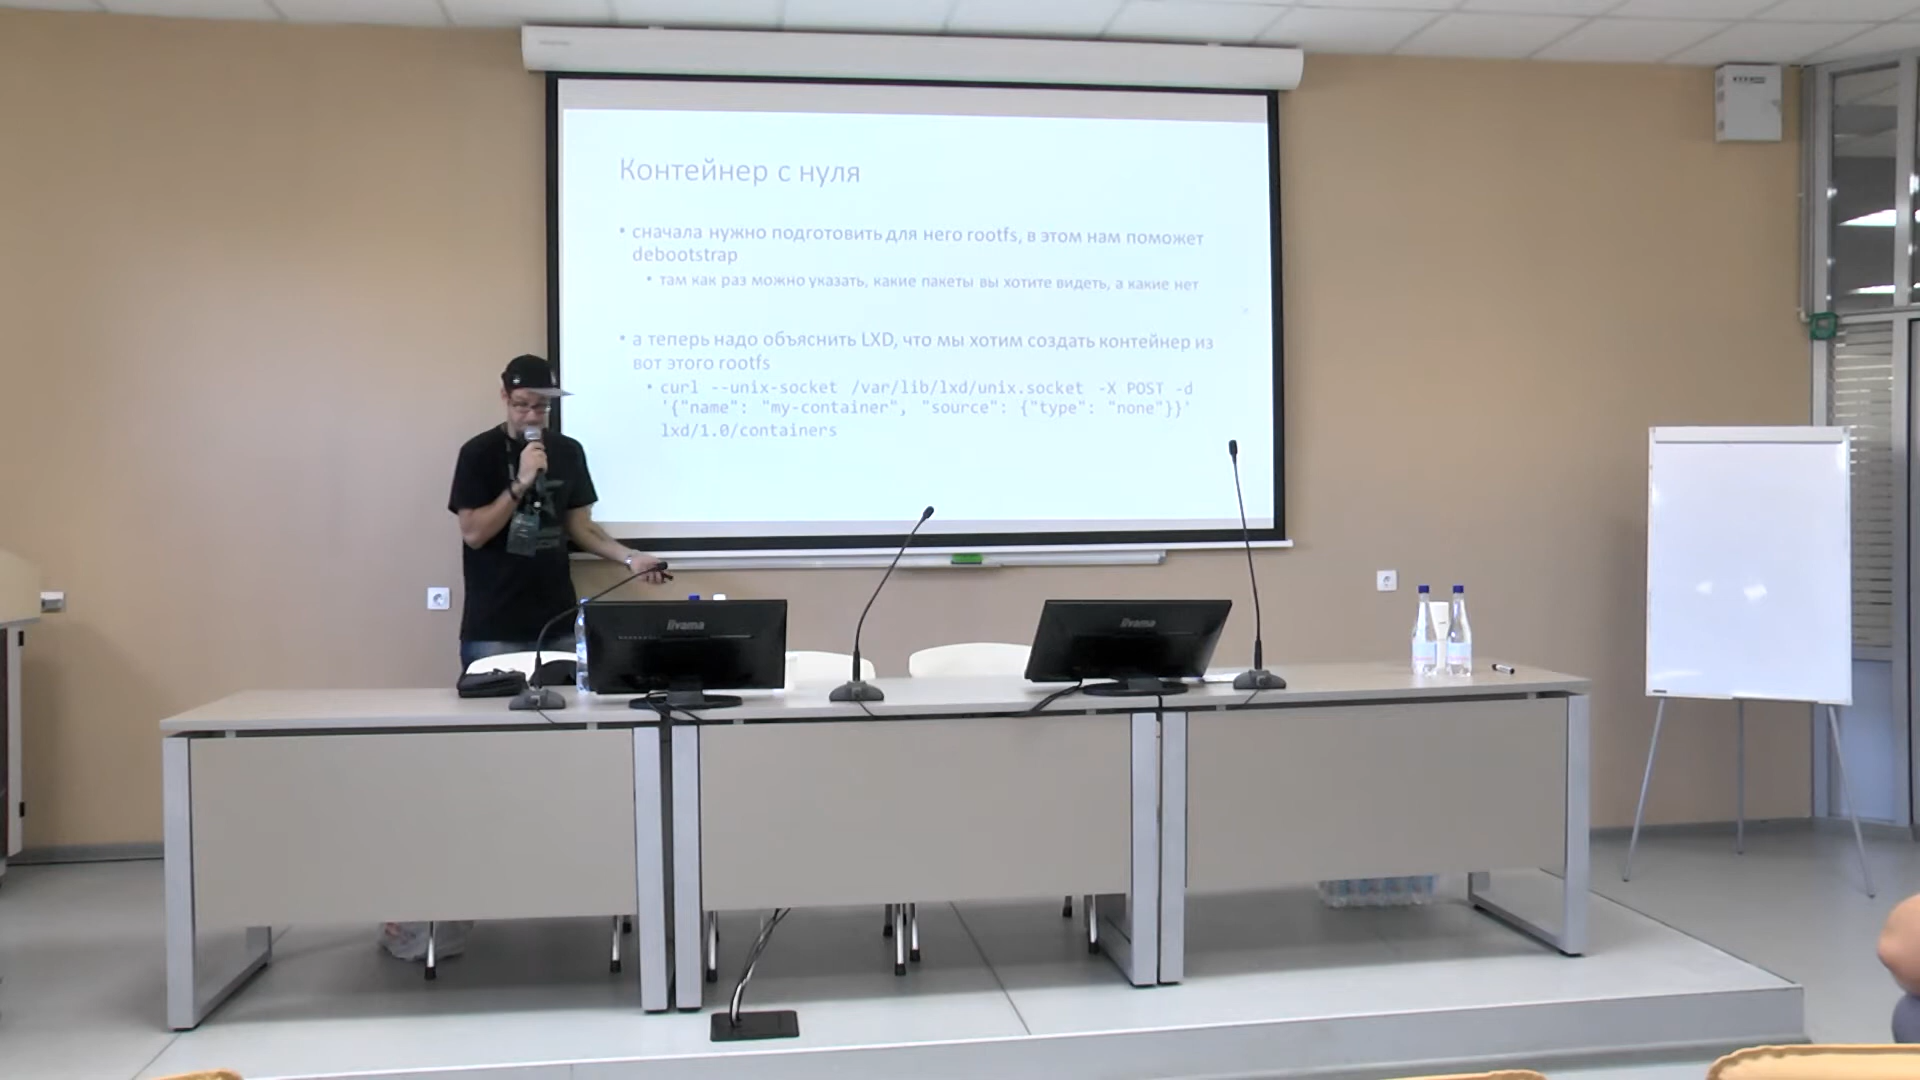 Контейнер с нуля
• сначала нужно подготовить для него rootfs, в этом нам поможет
debootstrap
• там как раз можно указать, какие пакеты вы хотите видеть, а какие нет
• а теперь надо объяснить LXD, что мы хотим создать контейнер из
вот этого rootfs
• curl --unix-socket /var/lib/lxd/unix.socket -X POST -d
'{"name": "my-container", "source": {"type": "none"}}'
lxd/1.0/containers
iiyama
iiyama